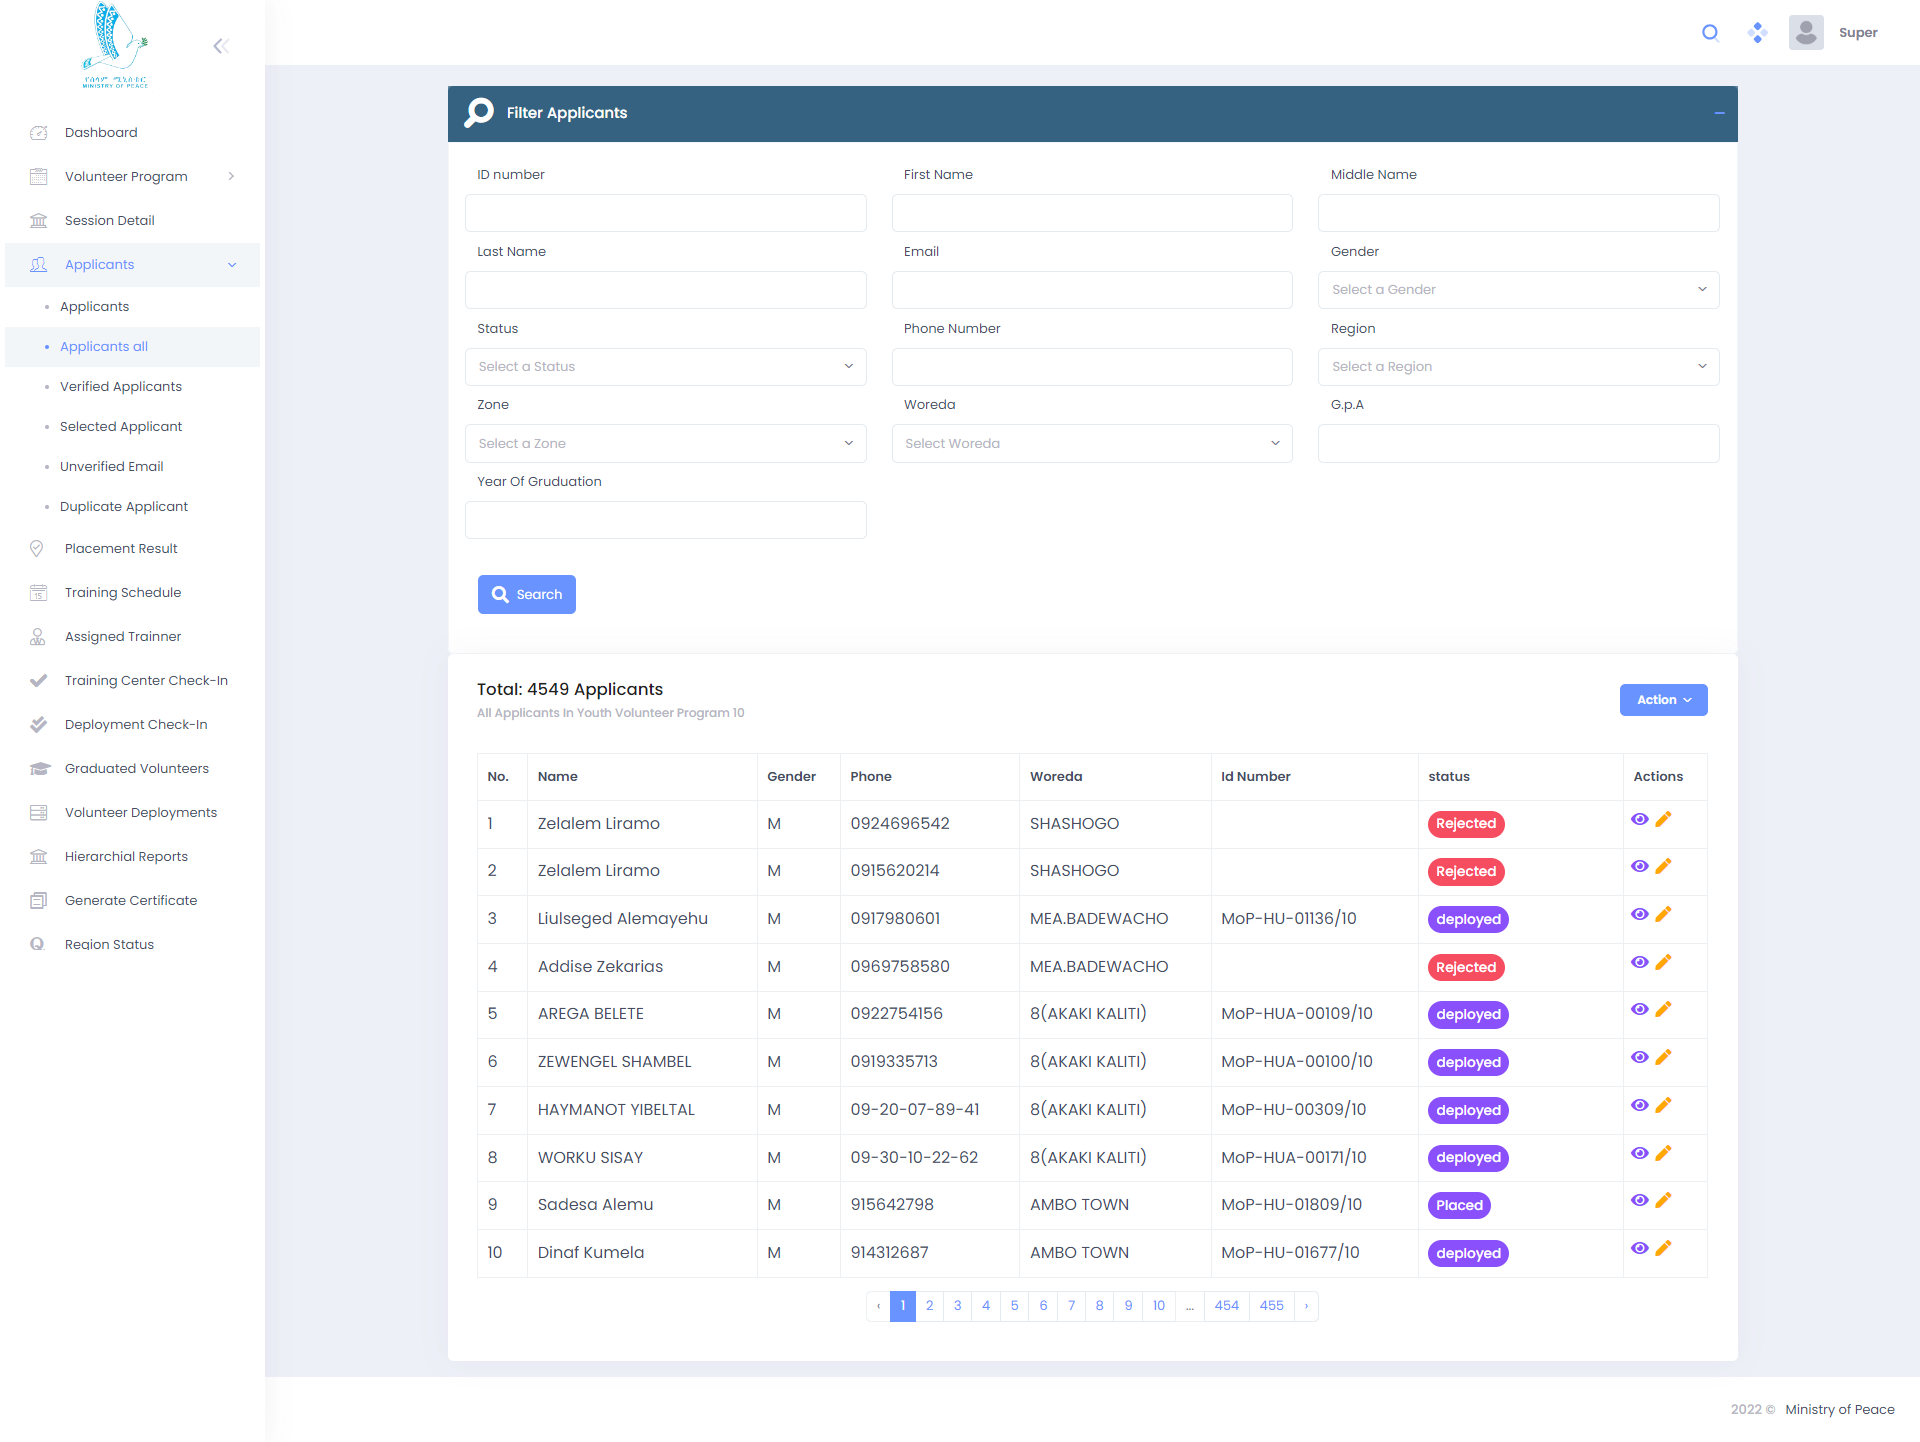 የሰላም ሚኒስቴር
MINISTRY OF PEACE
Super
Dashboard
Volunteer Program
Session Detail
Applicants
Applicants
Applicants all
Verified Applicants
Selected Applicant
Unverified Email
Duplicate Applicant
Placement Result
Training Schedule
Assigned Trainner
Training Center Check-In
Deployment Check-In
Graduated Volunteers
Volunteer Deployments
Hierarchial Reports
Generate Certificate
Region Status
Filter Applicants
ID number First Name Middle Name
Last Name Email Gender
Select a Gender
Status Phone Number Region
Select a Status Select a Region
Zone Woreda G.p.A
Select a Zone Select Woreda
Year Of Gruduation
Search
Total: 4549 Applicants
All Applicants In Youth Volunteer Program 10
Action
No. Name Gender Phone Woreda Id Number status Actions
1 Zelalem Liramo M 0924696542 SHASHOGO Rejected
2 Zelalem Liramo M 0915620214 SHASHOGO Rejected
3 Liulseged Alemayehu M 0917980601 MEA.BADEWACHO MoP-HU-01136/10 deployed
4 Addise Zekarias M 0969758580 MEA.BADEWACHO Rejected
5 AREGA BELETE M 0922754156 8(AKAKI KALITI) MoP-HUA-00109/10 deployed
6 ZEWENGEL SHAMBEL M 0919335713 8(AKAKI KALITI) MoP-HUA-00100/10 deployed
7 HAYMANOT YIBELTAL M 09-20-07-89-41 8(AKAKI KALITI) MoP-HU-00309/10 deployed
8 WORKU SISAY M 09-30-10-22-62 8(AKAKI KALITI) MoP-HUA-00171/10 deployed
9 Sadesa Alemu M 915642798 AMBO TOWN MoP-HU-01809/10 Placed
10 Dinaf Kumela M 914312687 AMBO TOWN MoP-HU-01677/10 deployed
‹ 1 2 3 4 5 6 7 8 9 10 ... 454 455 ›
2022 © Ministry of Peace